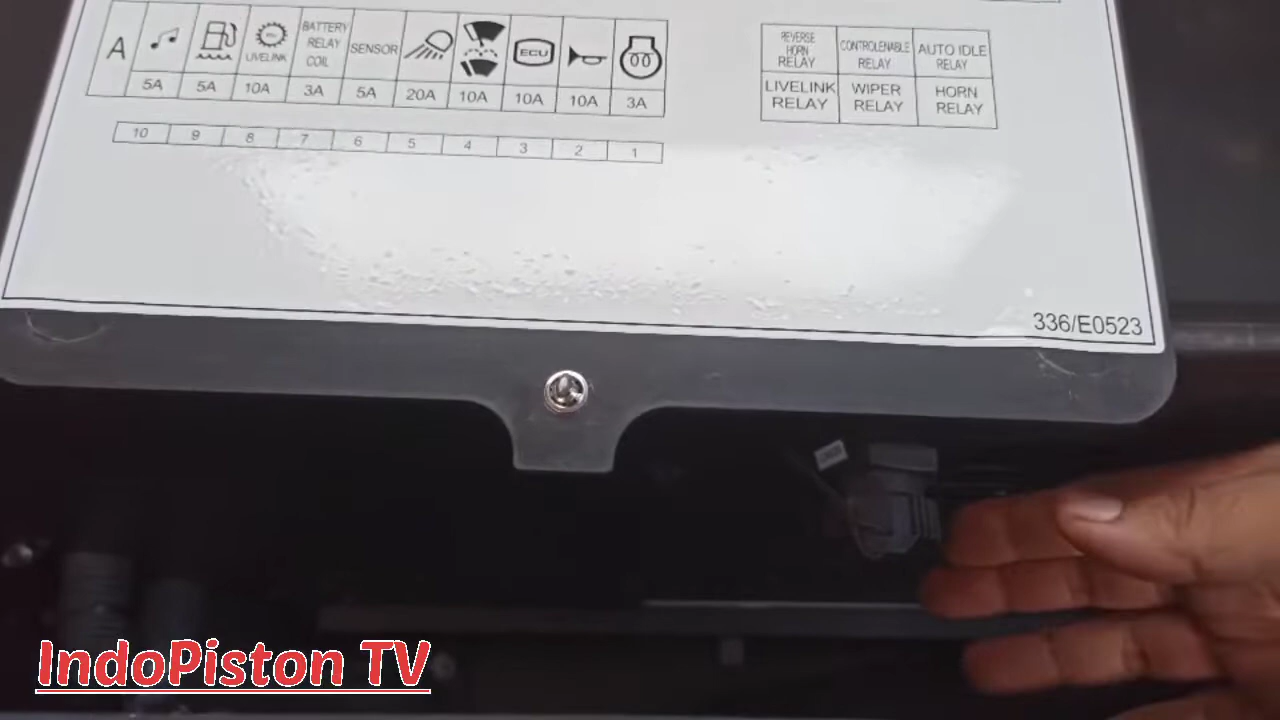 A LIVELINK BATTERY RELAY COIL SENSOR ECU
5A 5A 10A 3A 5A 20A 10A 10A 10A 3A
10 9 8 7 6 5 4 3 2 1
REVERSE HORN RELAY CONTROLENABLE RELAY AUTO IDLE RELAY
LIVELINK RELAY WIPER RELAY HORN RELAY
336/E0523
IndoPiston TV